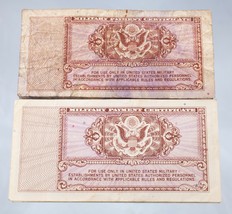 MILITARY PAYMENT CERTIFICATE
FOR USE ONLY IN UNITED STATES MILITARY
ESTABLISHMENTS BY UNITED STATES AUTHORIZED PERSONNEL
IN ACCORDANCE WITH APPLICABLE RULES AND REGULATIONS.
MILITARY PAYMENT CERTIFICATE
FOR USE ONLY IN UNITED STATES MILITARY
ESTABLISHMENTS BY UNITED STATES AUTHORIZED PERSONNEL
IN ACCORDANCE WITH APPLICABLE RULES AND REGULATIONS.